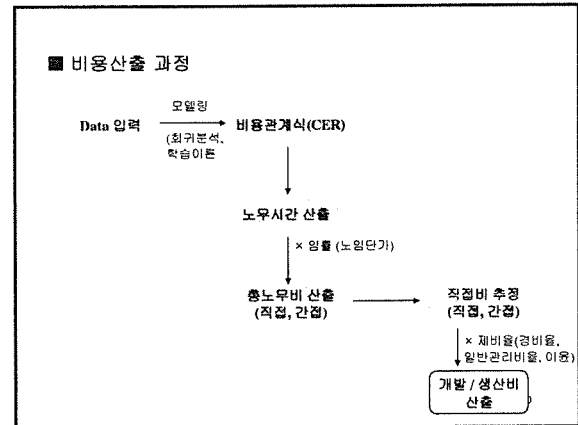 ■ 비용산출 과정
모델링
Data 입력
비용관계식(CER)
(회귀분석,
학습이론
노무시간 산출
× 임률 (노임단가)
총노무비 산출
(직접, 간접)
직접비 추정
(직접, 간접)
× 제비율(경비율,
일반관리비율, 이윤)
개발 / 생산비
산출
)